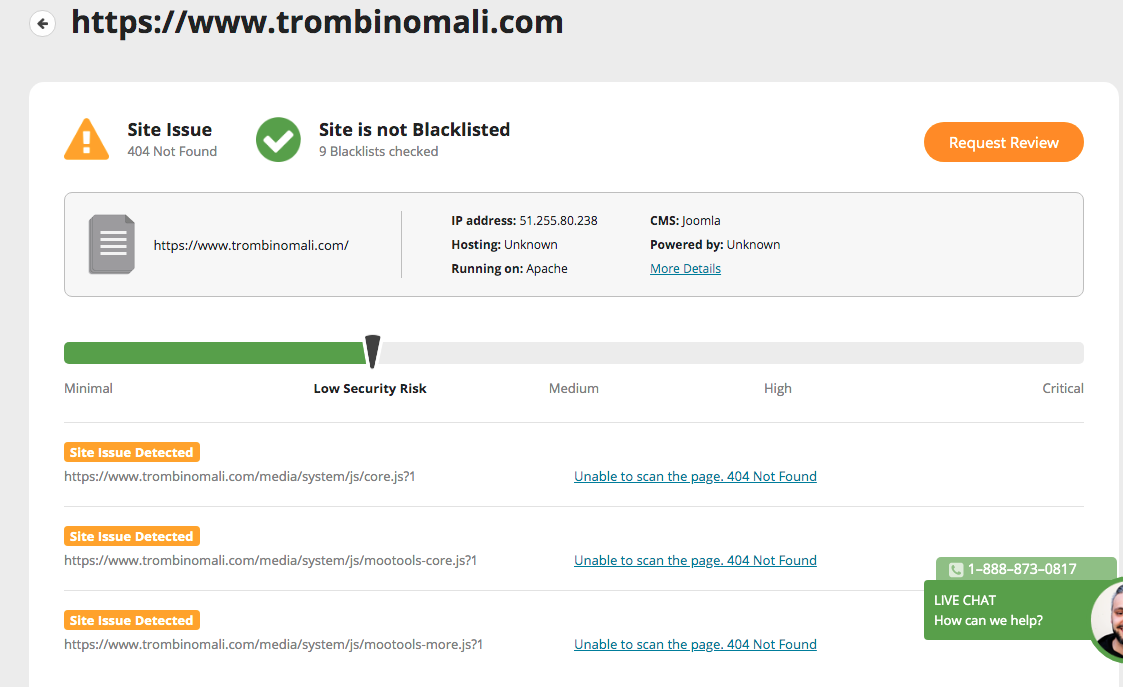 https://www.trombinomali.com
Site Issue
404 Not Found
Site is not Blacklisted
9 Blacklists checked
Request Review
https://www.trombinomali.com/
IP address: 51.255.80.238
Hosting: Unknown
Running on: Apache
CMS: Joomla
Powered by: Unknown
More Details
Minimal
Low Security Risk
Medium
High
Critical
Site Issue Detected
https://www.trombinomali.com/media/system/js/core.js?1
Unable to scan the page. 404 Not Found
Site Issue Detected
https://www.trombinomali.com/media/system/js/mootools-core.js?1
Unable to scan the page. 404 Not Found
Site Issue Detected
https://www.trombinomali.com/media/system/js/mootools-more.js?1
Unable to scan the page. 404 Not Found
1–888–873–0817
LIVE CHAT
How can we help?